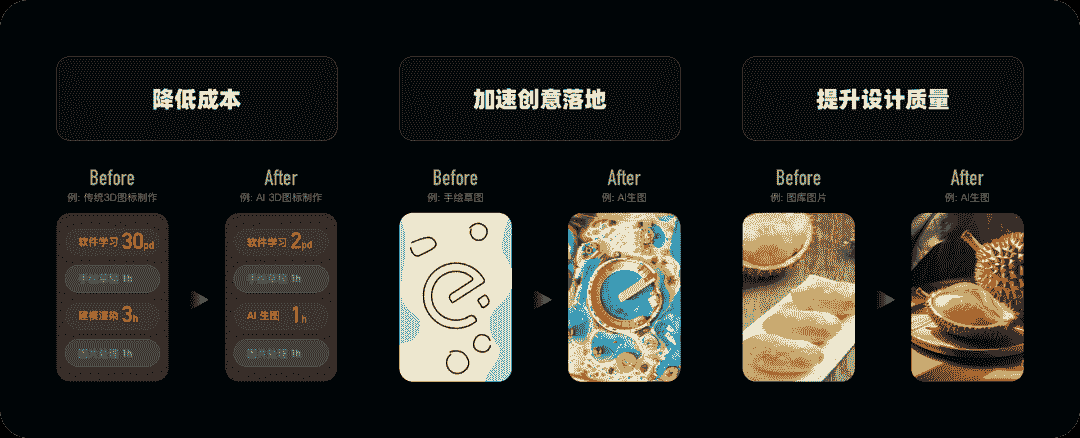 降低成本
加速创意落地
提升设计质量
Before
After
Before
After
Before
After
例: 传统3D图标制作
例: AI 3D图标制作
例: 手绘草图
例: AI生图
例: 图库图片
例: AI生图
软件学习 30pd
手绘草稿 1h
建模渲染 3h
图片处理 1h
软件学习 2pd
手绘草稿 1h
AI 生图 1h
图片处理 1h